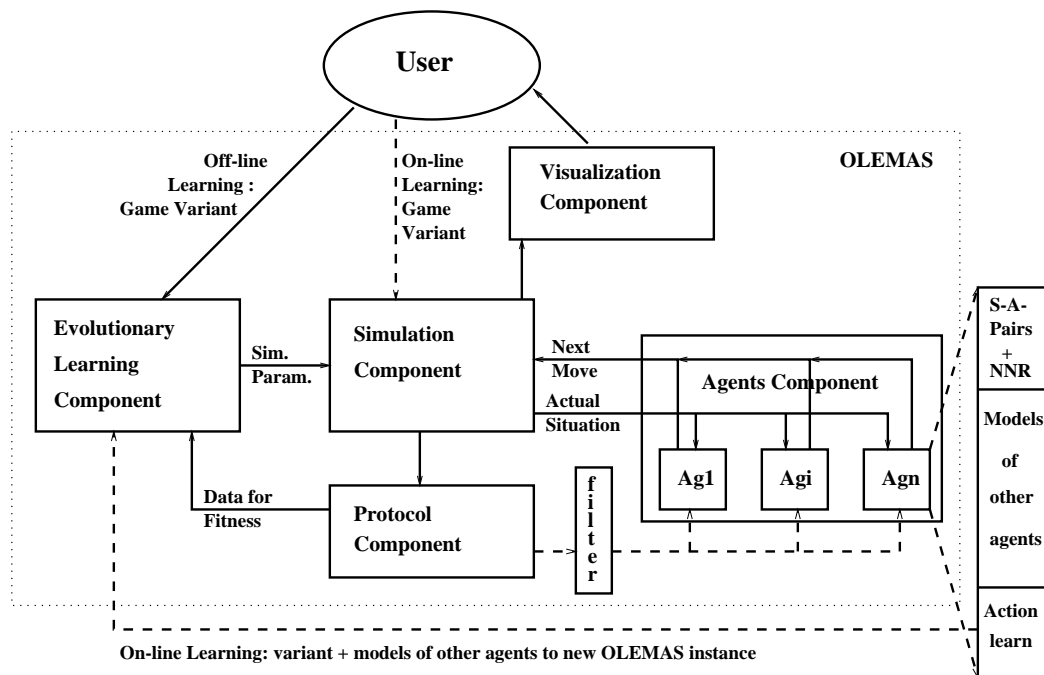 User
OLEMAS
Off-line
Learning :
Game Variant
On-line
Learning:
Game
Variant
Visualization
Component
Evolutionary
Learning
Component
Sim.
Param.
Simulation
Component
Next
Move
Actual
Situation
Agents Component
Ag1
Agi
Agn
S-A-
Pairs
+
NNR
Models
of
other
agents
Action
learn
Data for
Fitness
Protocol
Component
filter
On-line Learning: variant + models of other agents to new OLEMAS instance